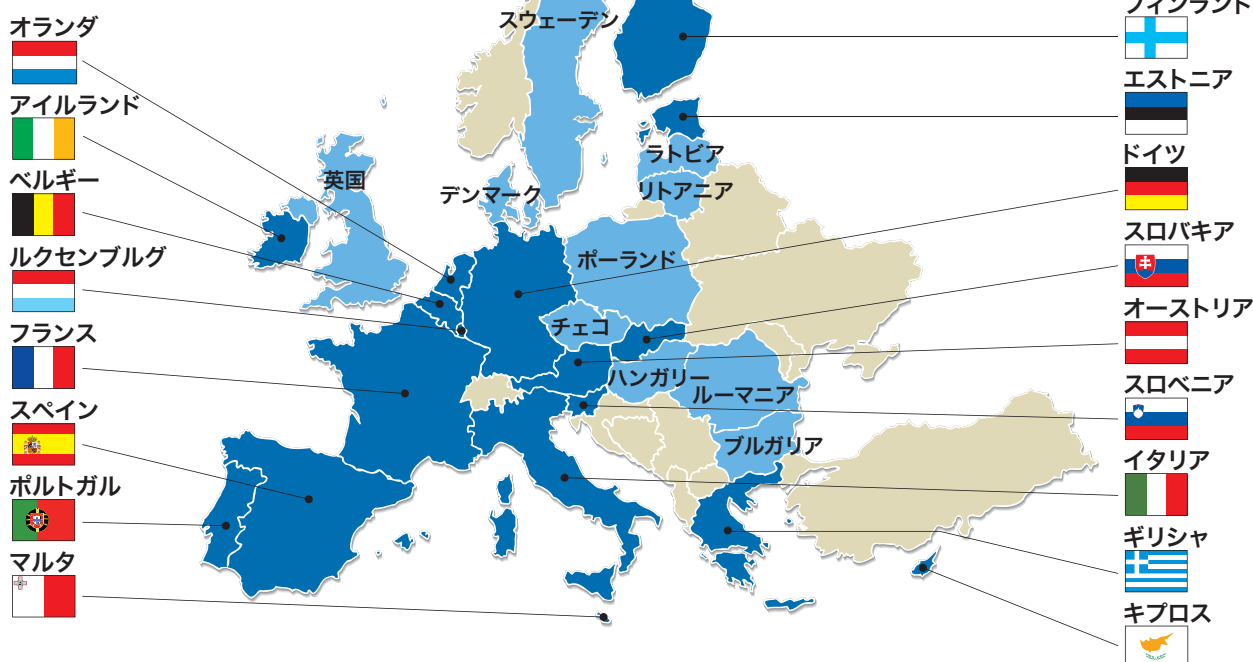 オランダ
アイルランド
ベルギー
ルクセンブルグ
フランス
スペイン
ポルトガル
マルタ
スウェーデン
英国
デンマーク
ラトビア
リトアニア
ポーランド
チェコ
ハンガリー
ルーマニア
ブルガリア
フィンランド
エストニア
ドイツ
スロバキア
オーストリア
スロベニア
イタリア
ギリシャ
キプロス